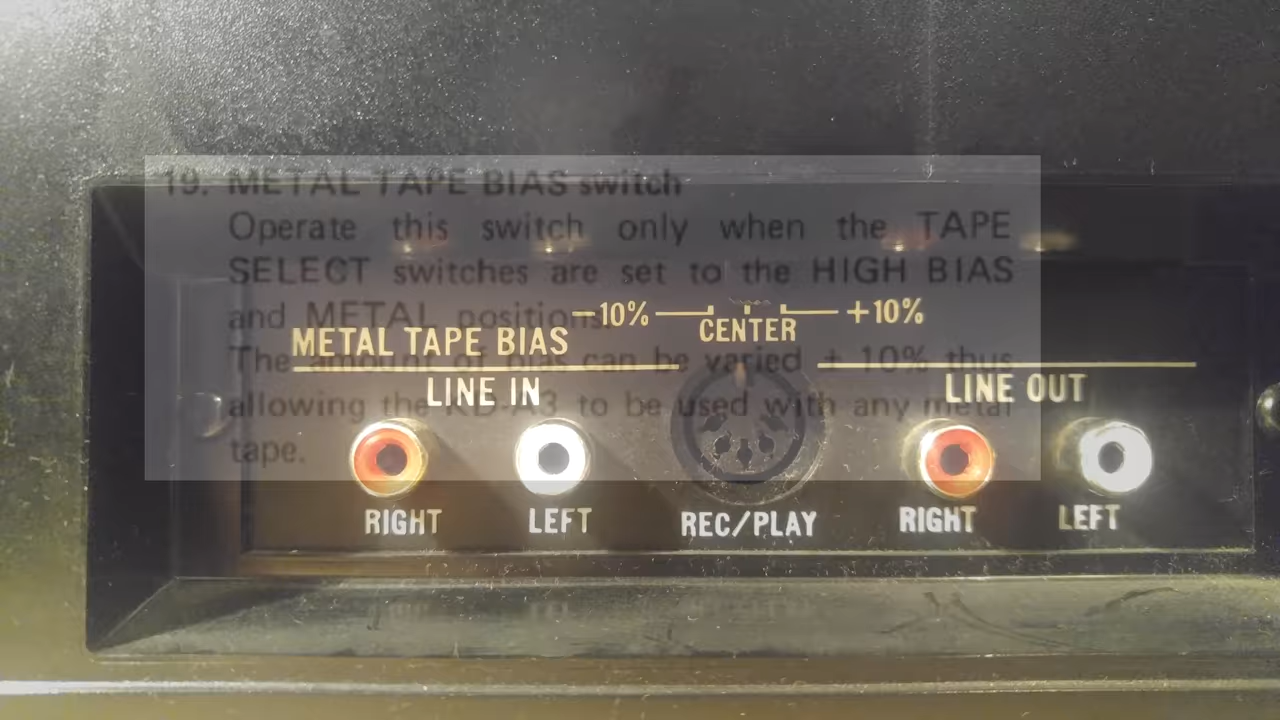 19. METAL TAPE BIAS switch
Operate this switch only when the TAPE
SELECT switches are set to the HIGH BIAS
and METAL positions.
The amount of bias can be varied ± 10% thus
allowing the KD-A3 to be used with any metal
tape.
METAL TAPE BIAS
-10%
CENTER
+10%
LINE IN
LINE OUT
RIGHT
LEFT
REC/PLAY
RIGHT
LEFT